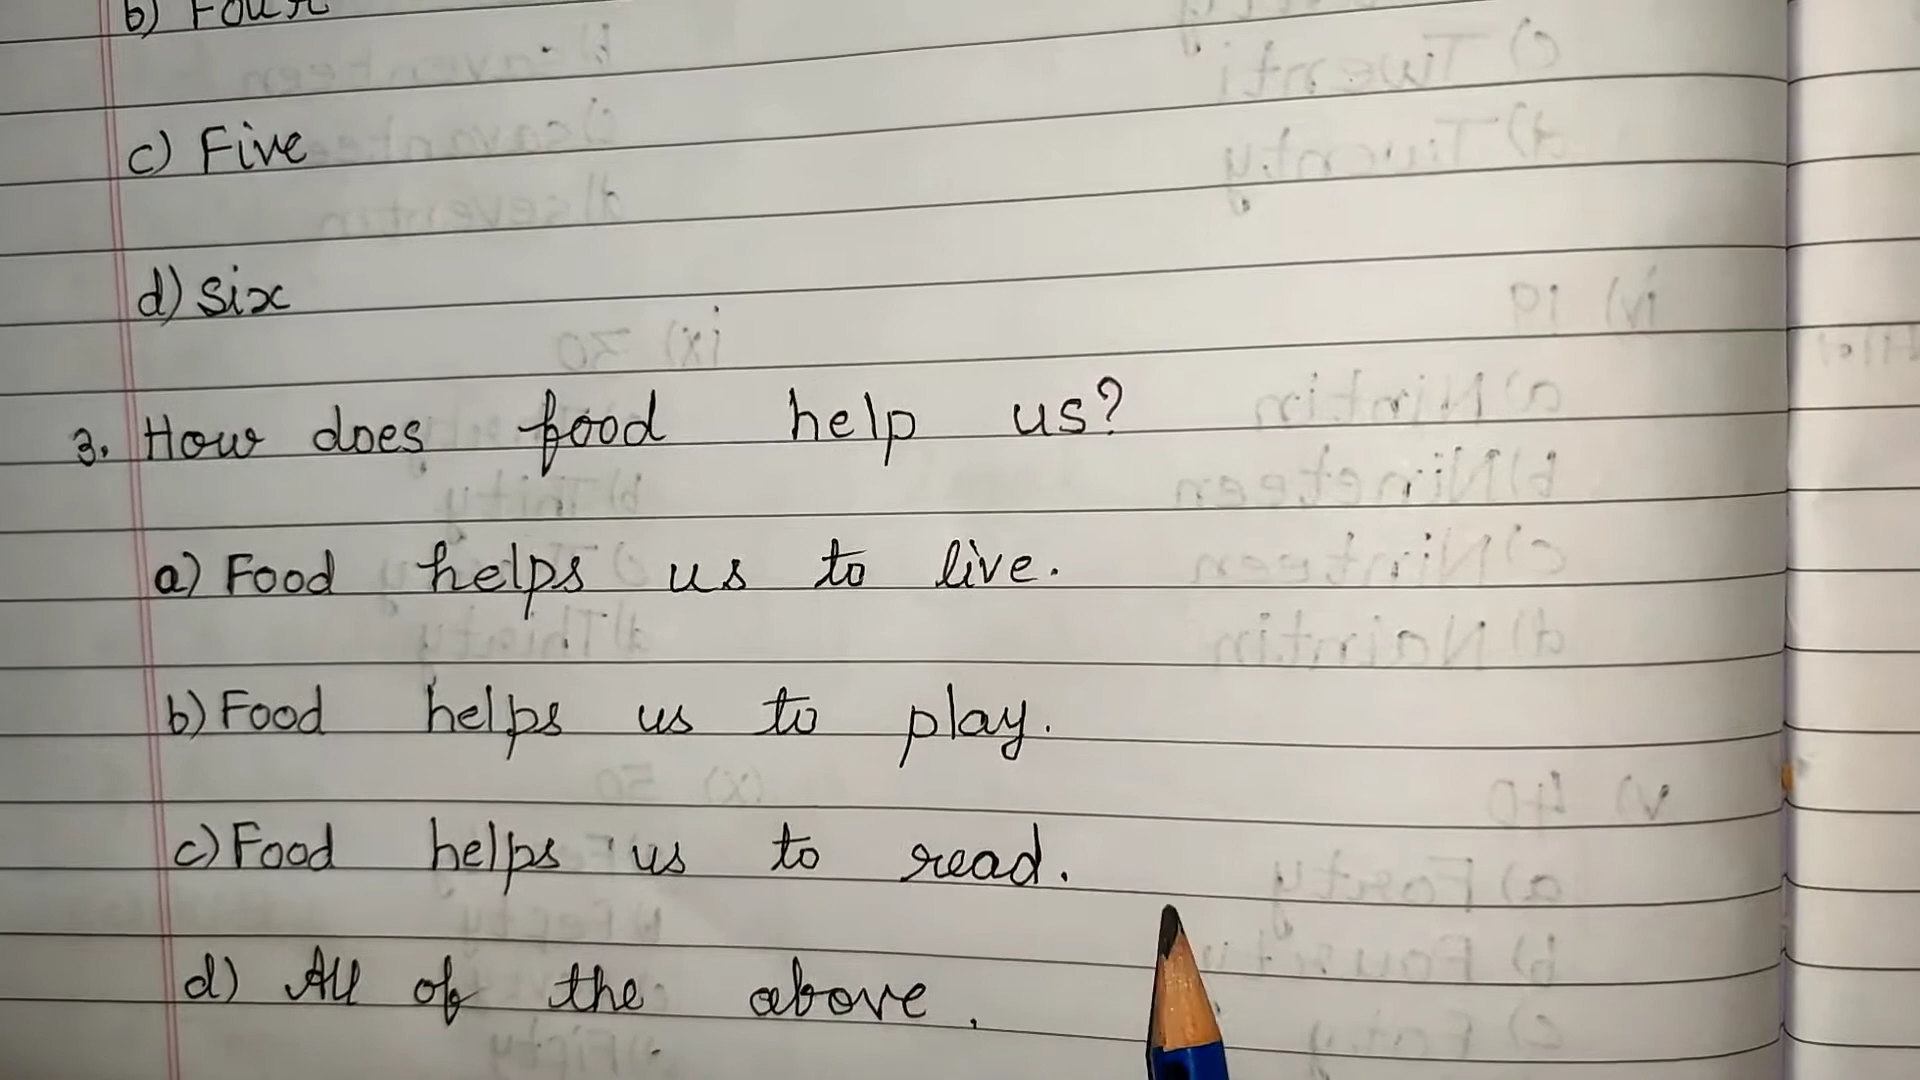 b) Four
c) Five
d) six
3. How does food help us?
a) Food helps us to live.
b) Food helps us to play.
c) Food helps us to read.
d) All of the above.